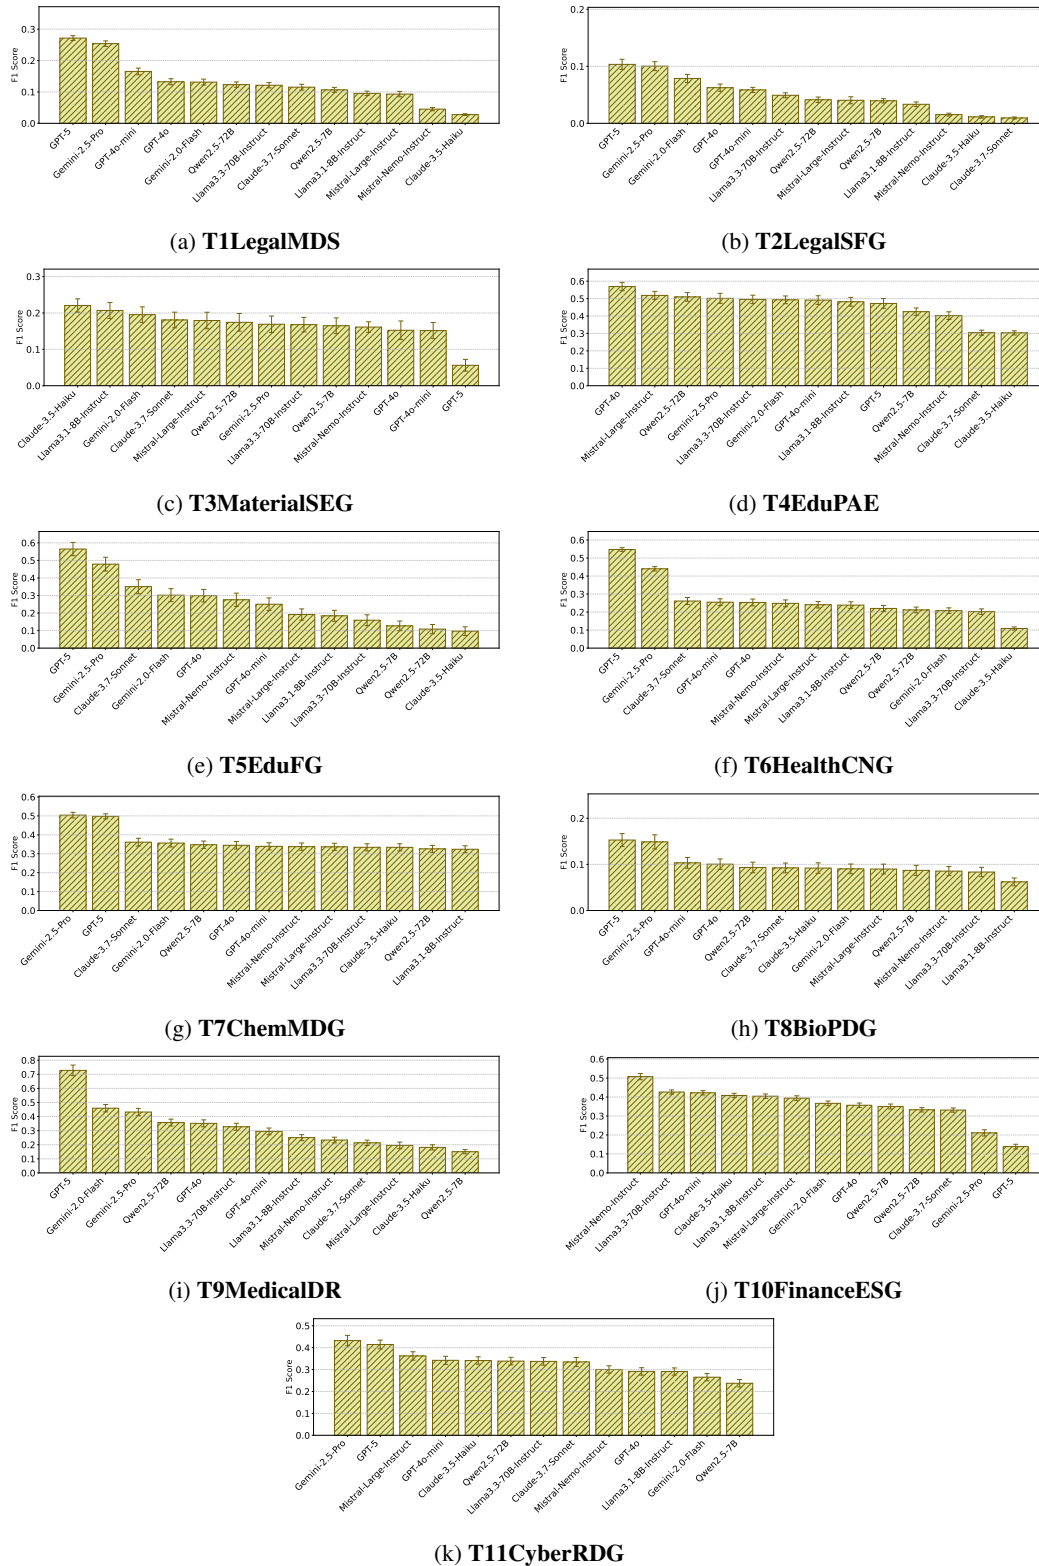 0.3
0.2
0.1
0.0
F1 Score
GPT-5
Gemini-2.5-Pro
GPT-4o-mini
GPT-4o
Gemini-2.0-Flash
Qwen2.5-72B
Llama3.3-70B-Instruct
Claude-3.7-Sonnet
Qwen2.5-7B
Llama3.1-8B-Instruct
Mistral-Large-Instruct
Mistral-Nemo-Instruct
Claude-3.5-Haiku
(a) T1LegalMDS
0.2
0.1
0.0
F1 Score
GPT-5
Gemini-2.5-Pro
Gemini-2.0-Flash
GPT-4o
GPT-4o-mini
Llama3.3-70B-Instruct
Qwen2.5-72B
Mistral-Large-Instruct
Qwen2.5-7B
Llama3.1-8B-Instruct
Mistral-Nemo-Instruct
Claude-3.5-Haiku
Claude-3.7-Sonnet
(b) T2LegalSFG
0.3
0.2
0.1
0.0
F1 Score
Claude-3.5-Haiku
Llama3.1-8B-Instruct
Gemini-2.0-Flash
Claude-3.7-Sonnet
Mistral-Large-Instruct
Qwen2.5-72B
Gemini-2.5-Pro
Llama3.3-70B-Instruct
Qwen2.5-7B
Mistral-Nemo-Instruct
GPT-4o
GPT-4o-mini
GPT-5
(c) T3MaterialSEG
0.6
0.5
0.4
0.3
0.2
0.1
0.0
F1 Score
GPT-4o
Mistral-Large-Instruct
Qwen2.5-72B
Gemini-2.5-Pro
Llama3.3-70B-Instruct
Gemini-2.0-Flash
GPT-4o-mini
Llama3.1-8B-Instruct
GPT-5
Qwen2.5-7B
Mistral-Nemo-Instruct
Claude-3.7-Sonnet
Claude-3.5-Haiku
(d) T4EduPAE
0.6
0.5
0.4
0.3
0.2
0.1
0.0
F1 Score
GPT-5
Gemini-2.5-Pro
Claude-3.7-Sonnet
Gemini-2.0-Flash
GPT-4o
Mistral-Nemo-Instruct
GPT-4o-mini
Mistral-Large-Instruct
Llama3.1-8B-Instruct
Llama3.3-70B-Instruct
Qwen2.5-7B
Qwen2.5-72B
Claude-3.5-Haiku
(e) T5EduFG
0.6
0.5
0.4
0.3
0.2
0.1
0.0
F1 Score
GPT-5
Gemini-2.5-Pro
Claude-3.7-Sonnet
GPT-4o-mini
GPT-4o
Mistral-Nemo-Instruct
Mistral-Large-Instruct
Llama3.1-8B-Instruct
Qwen2.5-7B
Qwen2.5-72B
Gemini-2.0-Flash
Llama3.3-70B-Instruct
Claude-3.5-Haiku
(f) T6HealthCNG
0.6
0.5
0.4
0.3
0.2
0.1
0.0
F1 Score
Gemini-2.5-Pro
GPT-5
Claude-3.7-Sonnet
Gemini-2.0-Flash
Qwen2.5-7B
GPT-4o
GPT-4o-mini
Mistral-Nemo-Instruct
Mistral-Large-Instruct
Llama3.3-70B-Instruct
Claude-3.5-Haiku
Qwen2.5-72B
Llama3.1-8B-Instruct
(g) T7ChemMDG
0.2
0.1
0.0
F1 Score
GPT-5
Gemini-2.5-Pro
GPT-4o-mini
GPT-4o
Qwen2.5-72B
Claude-3.7-Sonnet
Claude-3.5-Haiku
Gemini-2.0-Flash
Mistral-Large-Instruct
Qwen2.5-7B
Mistral-Nemo-Instruct
Llama3.3-70B-Instruct
Llama3.1-8B-Instruct
(h) T8BioPDG
0.8
0.7
0.6
0.5
0.4
0.3
0.2
0.1
0.0
F1 Score
GPT-5
Gemini-2.0-Flash
Gemini-2.5-Pro
Qwen2.5-72B
GPT-4o
Llama3.3-70B-Instruct
GPT-4o-mini
Llama3.1-8B-Instruct
Mistral-Nemo-Instruct
Claude-3.7-Sonnet
Mistral-Large-Instruct
Claude-3.5-Haiku
Qwen2.5-7B
(i) T9MedicalDR
0.6
0.5
0.4
0.3
0.2
0.1
0.0
F1 Score
Mistral-Nemo-Instruct
Llama3.3-70B-Instruct
GPT-4o-mini
Claude-3.5-Haiku
Llama3.1-8B-Instruct
Mistral-Large-Instruct
Gemini-2.0-Flash
GPT-4o
Qwen2.5-7B
Qwen2.5-72B
Claude-3.7-Sonnet
Gemini-2.5-Pro
GPT-5
(j) T10FinanceESG
0.5
0.4
0.3
0.2
0.1
0.0
F1 Score
Gemini-2.5-Pro
GPT-5
Mistral-Large-Instruct
GPT-4o-mini
Claude-3.5-Haiku
Qwen2.5-72B
Llama3.3-70B-Instruct
Claude-3.7-Sonnet
Mistral-Nemo-Instruct
GPT-4o
Llama3.1-8B-Instruct
Gemini-2.0-Flash
Qwen2.5-7B
(k) T11CyberRDG